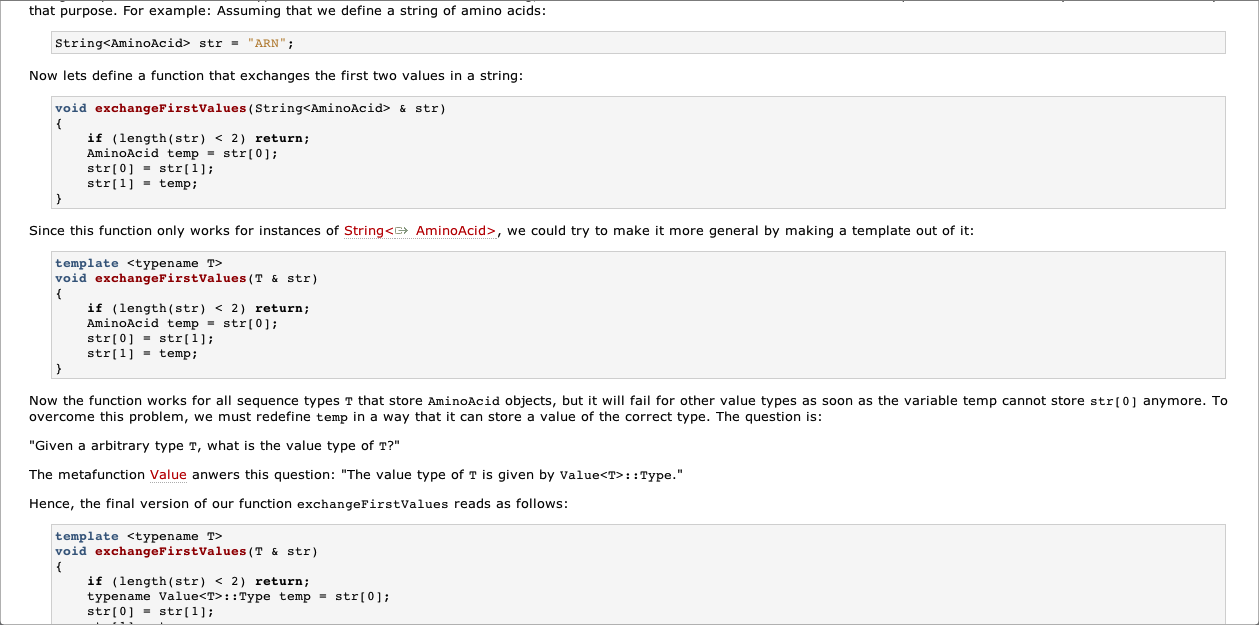 that purpose. For example: Assuming that we define a string of amino acids:
String<AminoAcid> str = "ARN";
Now lets define a function that exchanges the first two values in a string:
void exchangeFirstValues(String<AminoAcid> & str)
{
    if (length(str) < 2) return;
    AminoAcid temp = str[0];
    str[0] = str[1];
    str[1] = temp;
}
Since this function only works for instances of String< AminoAcid>, we could try to make it more general by making a template out of it:
template <typename T>
void exchangeFirstValues(T & str)
{
    if (length(str) < 2) return;
    AminoAcid temp = str[0];
    str[0] = str[1];
    str[1] = temp;
}
Now the function works for all sequence types T that store AminoAcid objects, but it will fail for other value types as soon as the variable temp cannot store str[0] anymore. To
overcome this problem, we must redefine temp in a way that it can store a value of the correct type. The question is:
"Given a arbitrary type T, what is the value type of T?"
The metafunction Value anwers this question: "The value type of T is given by Value<T>::Type."
Hence, the final version of our function exchangeFirstValues reads as follows:
template <typename T>
void exchangeFirstValues(T & str)
{
    if (length(str) < 2) return;
    typename Value<T>::Type temp = str[0];
    str[0] = str[1];